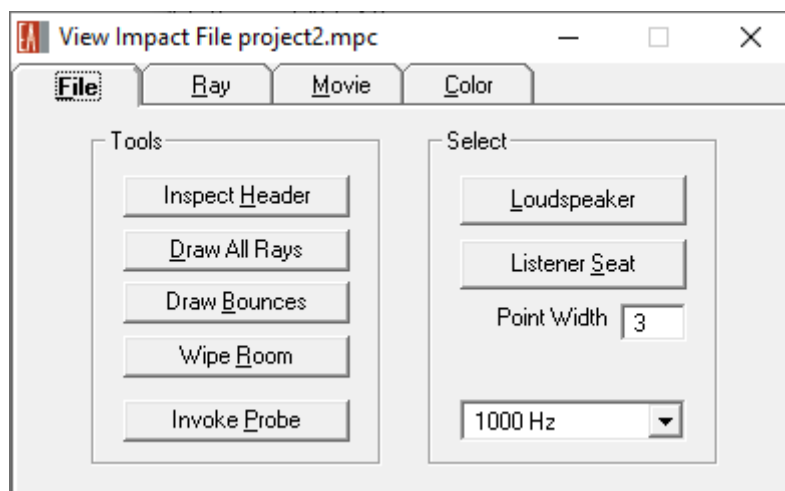 EA View Impact File project2.mpc
File Ray Movie Color
Tools
Inspect Header
Draw All Rays
Draw Bounces
Wipe Room
Invoke Probe
Select
Loudspeaker
Listener Seat
Point Width 3
1000 Hz